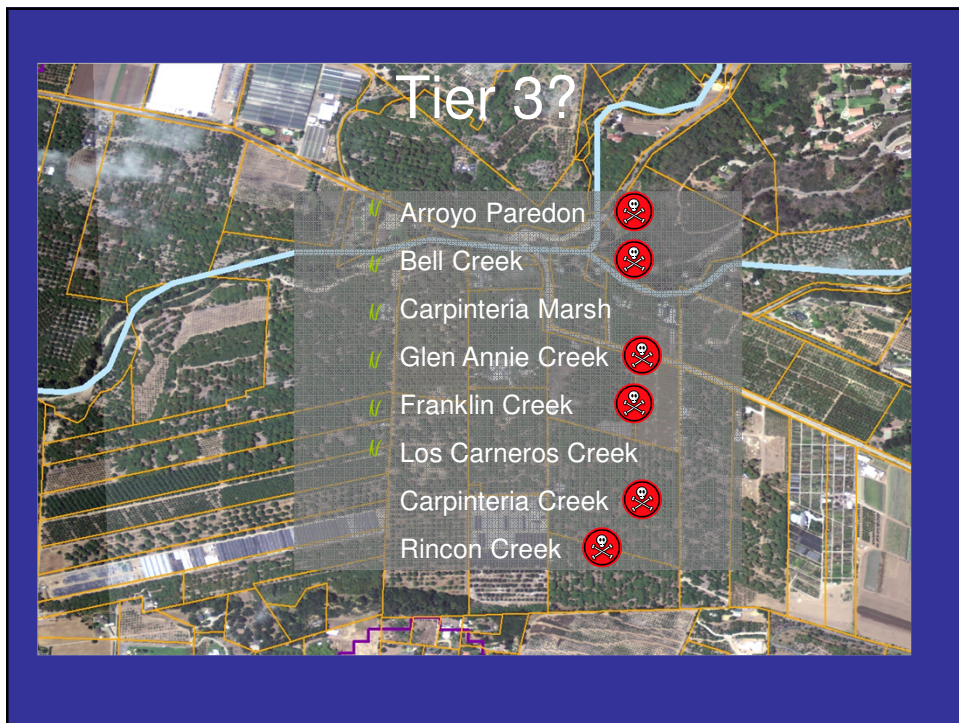 Tier 3?
Arroyo Paredon
Bell Creek
Carpinteria Marsh
Glen Annie Creek
Franklin Creek
Los Carneros Creek
Carpinteria Creek
Rincon Creek